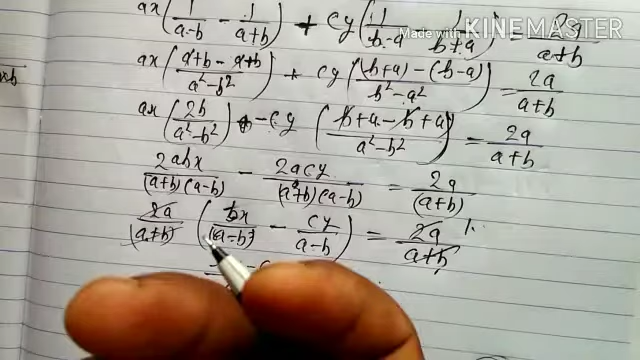 ax(1/a-b - 1/a+b) + cy(1/b-a - 1/b+a) = 2a/a+b
Made with KINEMASTER
ax(a+b - a+b/a²-b²) + cy((b+a) - (b-a)/b²-a²) = 2a/a+b
ax(2b/a²-b²) - cy(b+a-b+a/a²-b²) = 2a/a+b
2abx/(a+b)(a-b) - 2acy/(a+b)(a-b) = 2a/(a+b)
2a/(a+b) (bx/(a-b) - cy/a-b) = 2a/a+b 1.